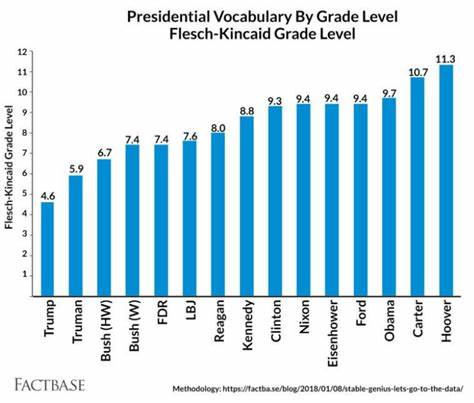 Presidential Vocabulary By Grade Level
Flesch-Kincaid Grade Level
Flesch-Kincaid Grade Level
12
11
10
9
8
7
6
5
4
3
2
1
4.6
5.9
6.7
7.4
7.4
7.6
8.0
8.8
9.3
9.4
9.4
9.4
9.7
10.7
11.3
Trump
Truman
Bush (HW)
Bush (W)
FDR
LBJ
Reagan
Kennedy
Clinton
Nixon
Eisenhower
Ford
Obama
Carter
Hoover
FACTBASE
Methodology: https://factba.se/blog/2018/01/08/stable-genius-lets-go-to-the-data/